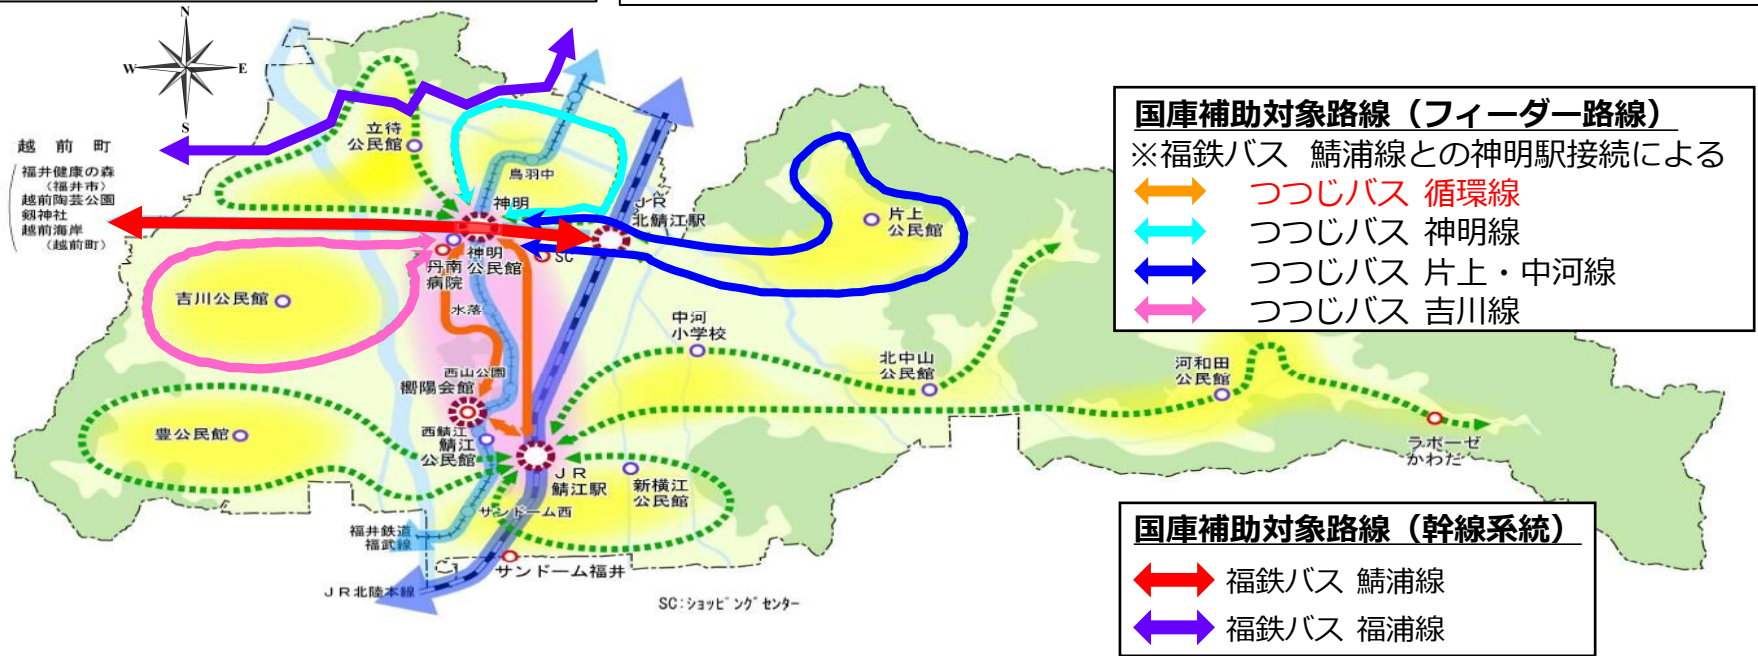 N
W
E
S
越前町
福井健康の森
（福井市）
越前陶芸公園
剱神社
越前海岸
（越前町）
立待
公民館
鳥羽中
神明
ＪＲ
北鯖江駅
片上
公民館
神明
公民館
SC
丹南
病院
吉川公民館
水落
中河
小学校
北中山
公民館
河和田
公民館
西山公園
嚮陽会館
西鯖江
鯖江
公民館
豊公民館
ＪＲ
鯖江駅
新横江
公民館
ラポーゼ
かわだ
サンドーム西
福井鉄道
福武線
サンドーム福井
ＪＲ北陸本線
SC:ショッピングセンター
国庫補助対象路線（フィーダー路線）
※福鉄バス 鯖浦線との神明駅接続による
つつじバス 循環線
つつじバス 神明線
つつじバス 片上・中河線
つつじバス 吉川線
国庫補助対象路線（幹線系統）
福鉄バス 鯖浦線
福鉄バス 福浦線